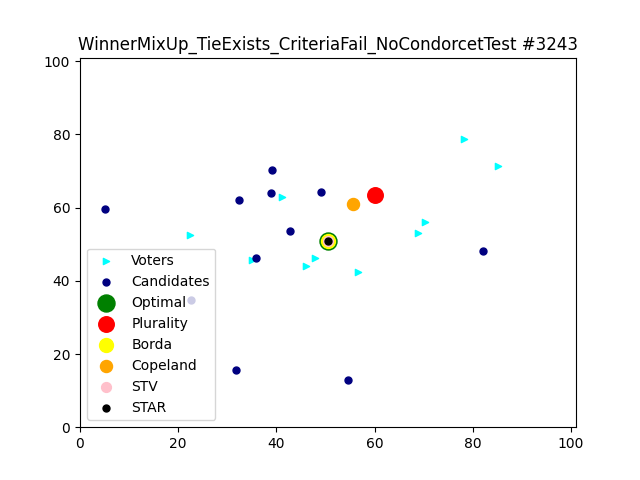 WinnerMixUp_TieExists_CriteriaFail_NoCondorcetTest #3243
100
80
60
40
20
0
Voters
Candidates
Optimal
Plurality
Borda
Copeland
STV
STAR
0 20 40 60 80 100